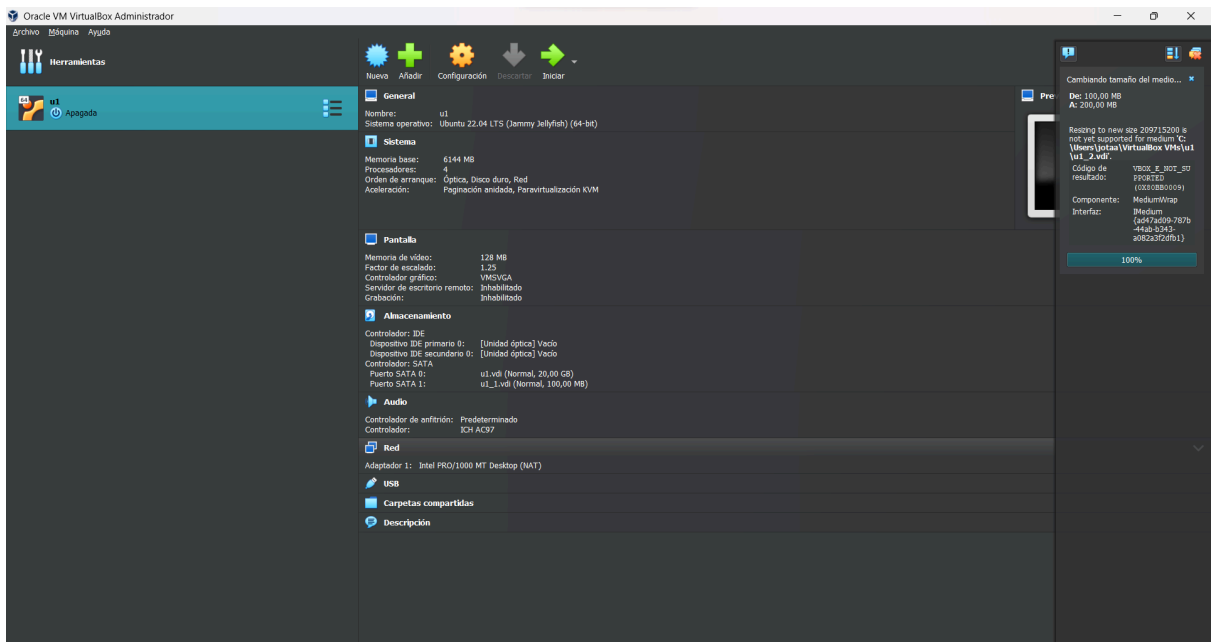 Oracle VM VirtualBox Administrador
Archivo Máquina Ayuda
Herramientas
Nueva Añadir Configuración Descartar Iniciar
64
u1
Apagada
General
Nombre: u1
Sistema operativo: Ubuntu 22.04 LTS (Jammy Jellyfish) (64-bit)
Sistema
Memoria base: 6144 MB
Procesadores: 4
Orden de arranque: Óptica, Disco duro, Red
Aceleración: Paginación anidada, Paravirtualización KVM
Pantalla
Memoria de vídeo: 128 MB
Factor de escalado: 1.25
Controlador gráfico: VMSVGA
Servidor de escritorio remoto: Inhabilitado
Grabación: Inhabilitado
Almacenamiento
Controlador: IDE
Dispositivo IDE primario 0: [Unidad óptica] Vacío
Dispositivo IDE secundario 0: [Unidad óptica] Vacío
Controlador: SATA
Puerto SATA 0: u1.vdi (Normal, 20,00 GB)
Puerto SATA 1: u1_1.vdi (Normal, 100,00 MB)
Audio
Controlador de anfitrión: Predeterminado
Controlador: ICH AC97
Red
Adaptador 1: Intel PRO/1000 MT Desktop (NAT)
USB
Carpetas compartidas
Descripción
Pre
Cambiando tamaño del medio...
De: 100,00 MB
A: 200,00 MB
Resizing to new size 209715200 is
not yet supported for medium 'C:
\Users\jotaa\VirtualBox VMs\u1
\u1_2.vdi'.
Código de resultado: VBOX_E_NOT_SU
PPORTED
(0X80BB0009)
Componente: MediumWrap
Interfaz: IMedium
{ad47ad09-787b
-44ab-b343-
a082a3f2dfb1}
100%